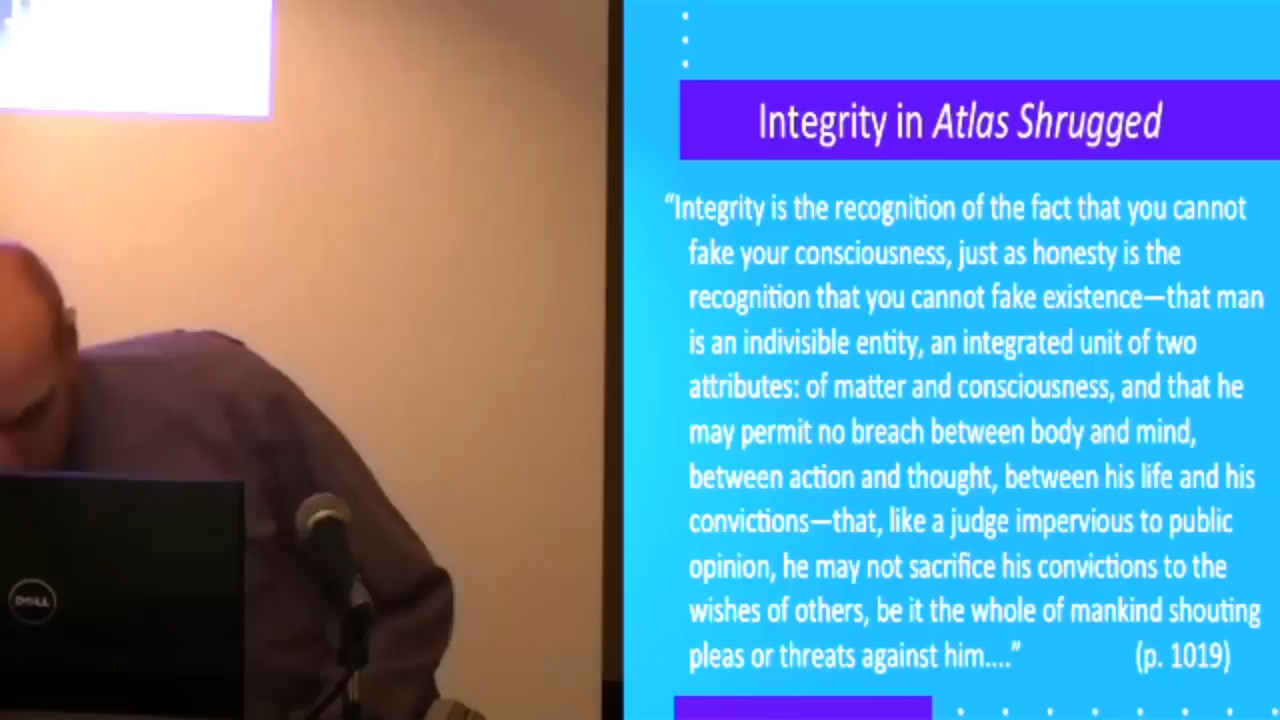 Integrity in Atlas Shrugged
“Integrity is the recognition of the fact that you cannot
fake your consciousness, just as honesty is the
recognition that you cannot fake existence—that man
is an indivisible entity, an integrated unit of two
attributes: of matter and consciousness, and that he
may permit no breach between body and mind,
between action and thought, between his life and his
convictions—that, like a judge impervious to public
opinion, he may not sacrifice his convictions to the
wishes of others, be it the whole of mankind shouting
pleas or threats against him....” (p. 1019)
DELL